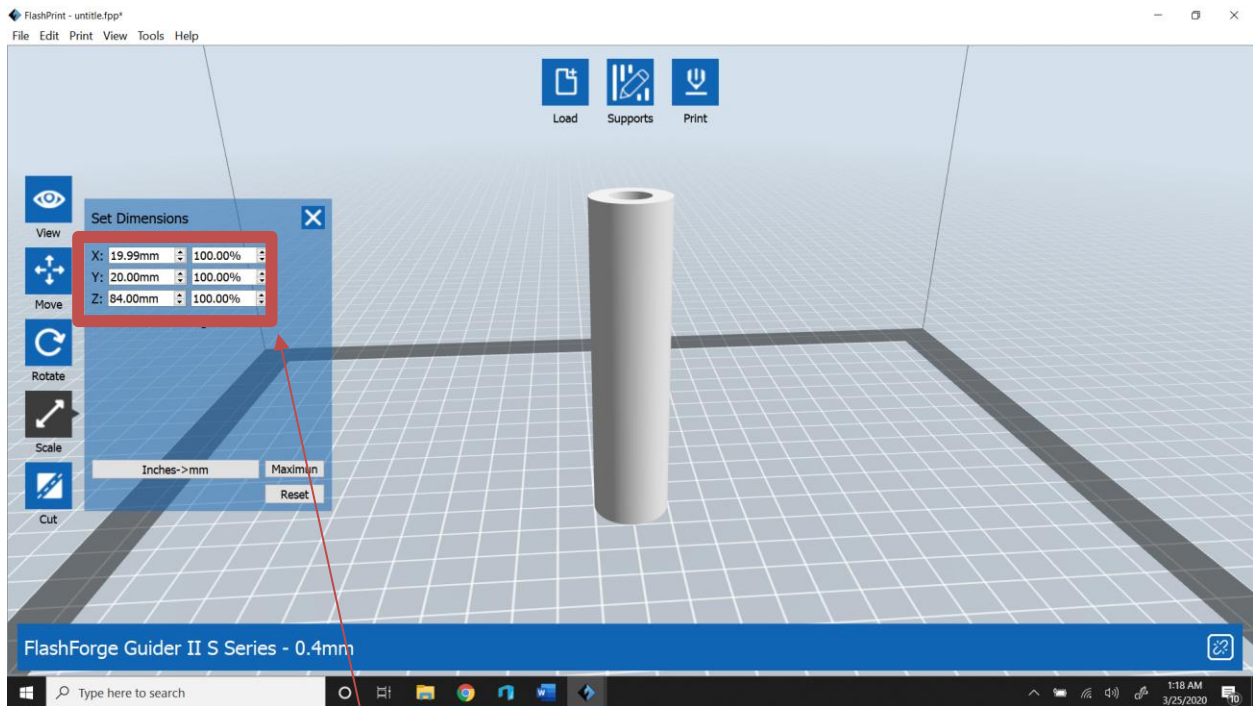 FlashPrint - untitle.fpp*
File Edit Print View Tools Help
Load Supports Print
View
Set Dimensions
X: 19.99mm 100.00%
Y: 20.00mm 100.00%
Z: 84.00mm 100.00%
Move
Rotate
Scale
Inches->mm Maximun
Reset
Cut
FlashForge Guider II S Series - 0.4mm
Type here to search
1:18 AM
3/25/2020
10